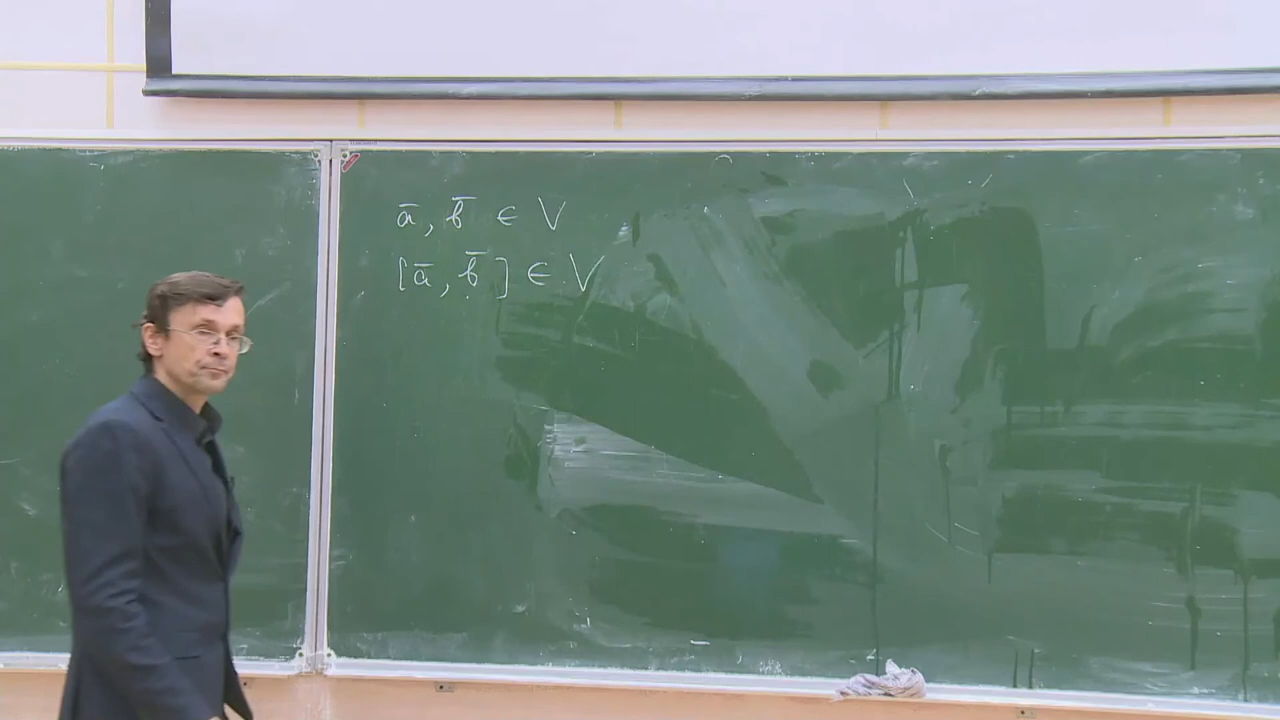 ā, b̄ ∈ V
[ā, b̄] ∈ V